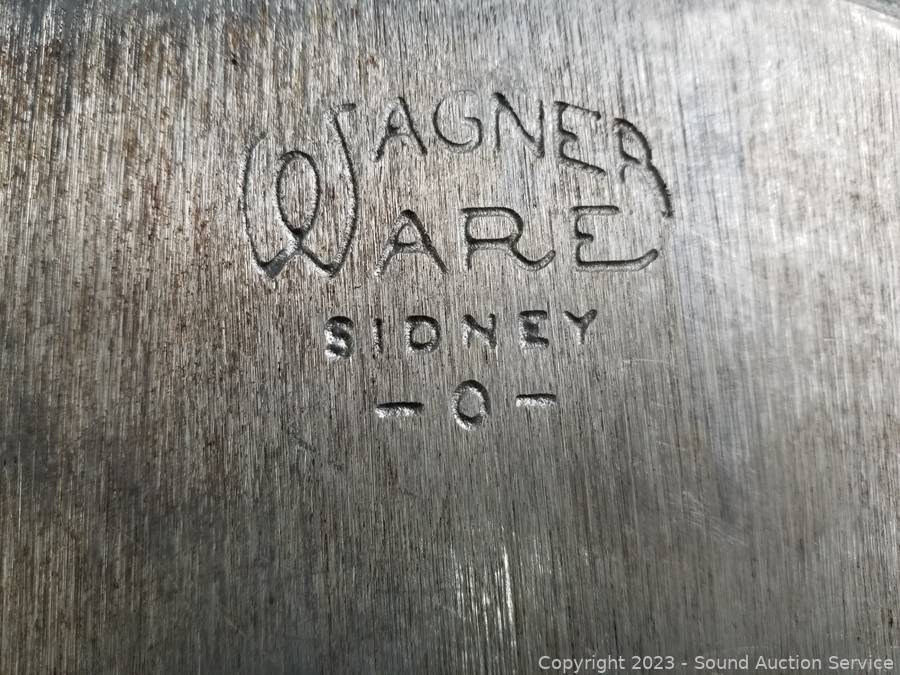 WAGNER
WARE
SIDNEY
- O -
Copyright 2023 - Sound Auction Service